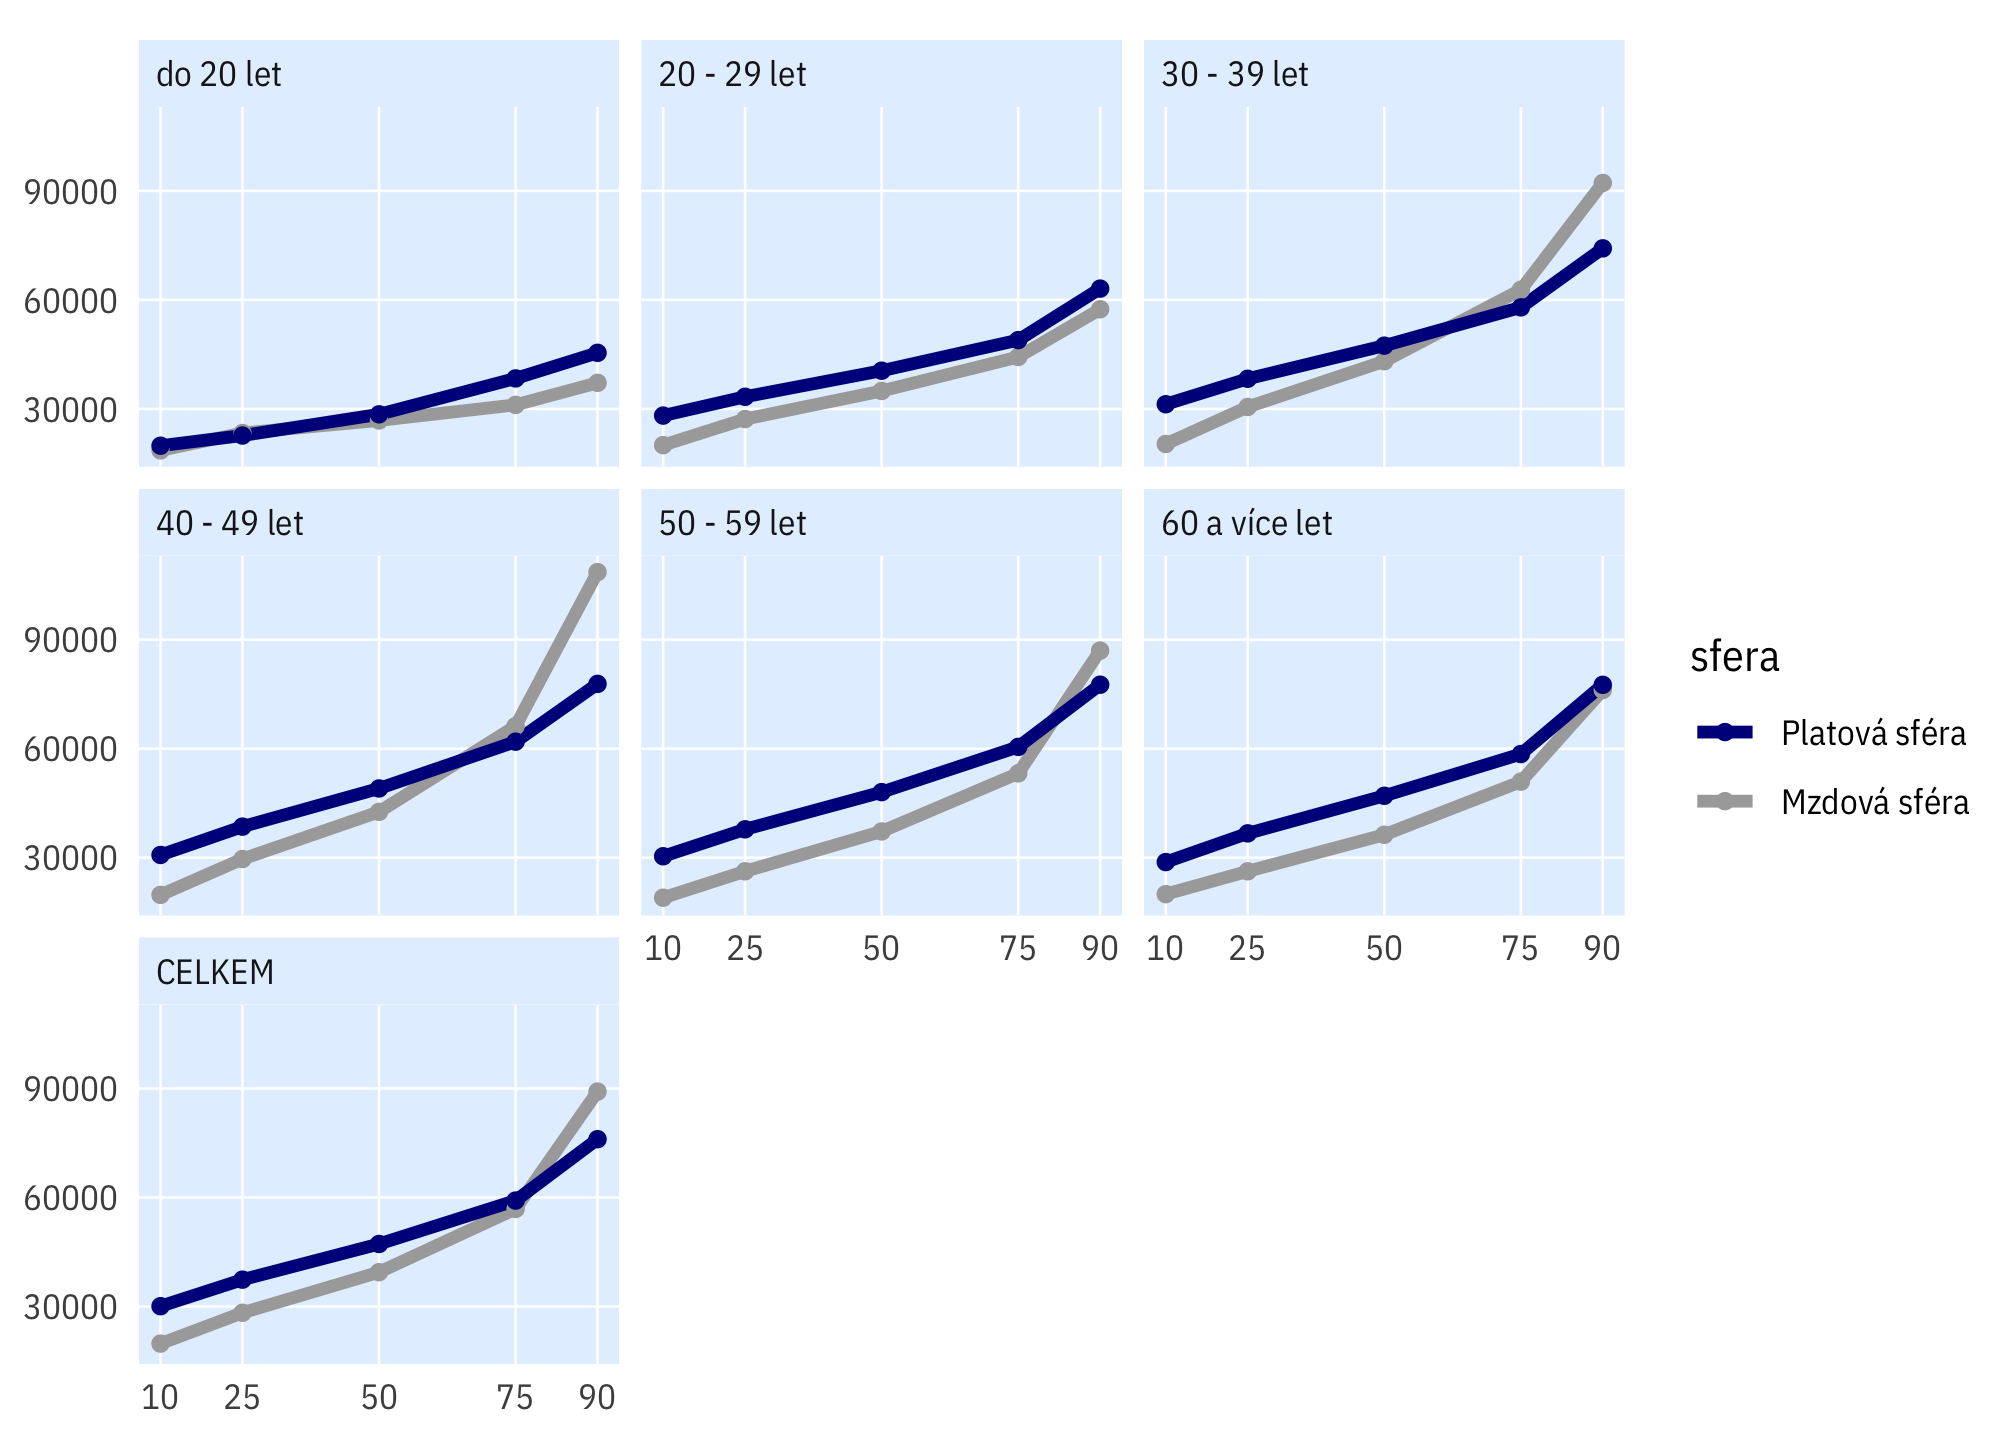 do 20 let
20 - 29 let
30 - 39 let
90000
60000
30000
40 - 49 let
50 - 59 let
60 a více let
90000
60000
30000
10 25 50 75 90
10 25 50 75 90
CELKEM
90000
60000
30000
10 25 50 75 90
sfera
Platová sféra
Mzdová sféra